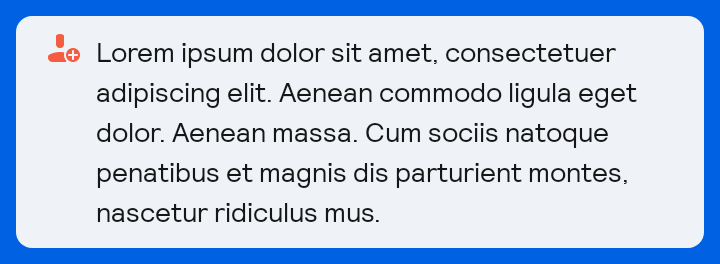 Lorem ipsum dolor sit amet, consectetuer
adipiscing elit. Aenean commodo ligula eget
dolor. Aenean massa. Cum sociis natoque
penatibus et magnis dis parturient montes,
nascetur ridiculus mus.